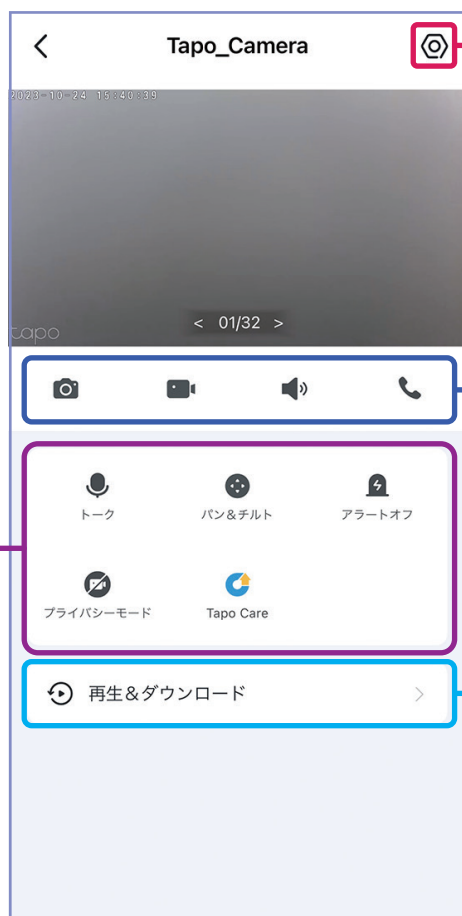 Tapo_Camera
2023-10-24 15:40:39
< 01/32 >
tapo
トーク
パン&チルト
アラートオフ
プライバシーモード
Tapo Care
再生&ダウンロード